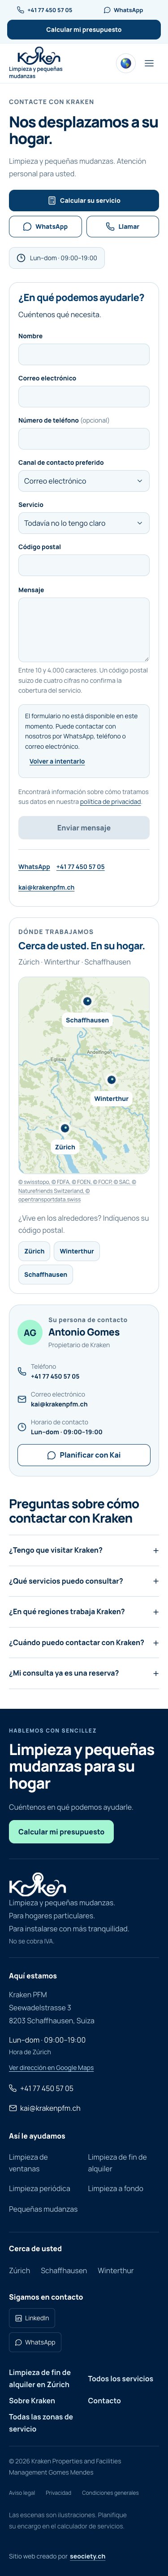 +41 77 450 57 05
WhatsApp
Calcular mi presupuesto
Kraken
Limpieza y pequeñas
mudanzas
CONTACTE CON KRAKEN
Nos desplazamos a su
hogar.
Limpieza y pequeñas mudanzas. Atención
personal para usted.
Calcular su servicio
WhatsApp
Llamar
Lun–dom · 09:00–19:00
¿En qué podemos ayudarle?
Cuéntenos qué necesita.
Nombre
Correo electrónico
Número de teléfono (opcional)
Canal de contacto preferido
Correo electrónico
Servicio
Todavía no lo tengo claro
Código postal
Mensaje
Entre 10 y 4.000 caracteres. Un código postal
suizo de cuatro cifras no confirma la
cobertura del servicio.
El formulario no está disponible en este
momento. Puede contactar con
nosotros por WhatsApp, teléfono o
correo electrónico.
Volver a intentarlo
Encontrará información sobre cómo tratamos
sus datos en nuestra política de privacidad.
Enviar mensaje
WhatsApp +41 77 450 57 05
kai@krakenpfm.ch
DÓNDE TRABAJAMOS
Cerca de usted. En su hogar.
Zürich · Winterthur · Schaffhausen
Schaffhausen
Andelfingen
Eglisau
Winterthur
Zürich
© swisstopo, © FDFA, © FOEN, © FOCP, © SAC, ©
Naturefriends Switzerland, ©
opentransportdata.swiss
¿Vive en los alrededores? Indíquenos su
código postal.
Zürich
Winterthur
Schaffhausen
AG
Su persona de contacto
Antonio Gomes
Propietario de Kraken
Teléfono
+41 77 450 57 05
Correo electrónico
kai@krakenpfm.ch
Horario de contacto
Lun–dom · 09:00–19:00
Planificar con Kai
Preguntas sobre cómo
contactar con Kraken
¿Tengo que visitar Kraken?
¿Qué servicios puedo consultar?
¿En qué regiones trabaja Kraken?
¿Cuándo puedo contactar con Kraken?
¿Mi consulta ya es una reserva?
HABLEMOS CON SENCILLEZ
Limpieza y pequeñas
mudanzas para su
hogar
Cuéntenos en qué podemos ayudarle.
Calcular mi presupuesto
Kraken
Limpieza y pequeñas mudanzas.
Para hogares particulares.
Para instalarse con más tranquilidad.
No se cobra IVA.
Aquí estamos
Kraken PFM
Seewadelstrasse 3
8203 Schaffhausen, Suiza
Lun–dom · 09:00–19:00
Hora de Zúrich
Ver dirección en Google Maps
+41 77 450 57 05
kai@krakenpfm.ch
Así le ayudamos
Limpieza de
ventanas
Limpieza de fin de
alquiler
Limpieza periódica
Limpieza a fondo
Pequeñas mudanzas
Cerca de usted
Zúrich Schaffhausen Winterthur
Sigamos en contacto
LinkedIn
WhatsApp
Limpieza de fin de
alquiler en Zúrich
Todos los servicios
Sobre Kraken
Contacto
Todas las zonas de
servicio
© 2026 Kraken Properties and Facilities
Management Gomes Mendes
Aviso legal Privacidad Condiciones generales
Las escenas son ilustraciones. Planifique
su encargo en el calculador de servicios.
Sitio web creado por seociety.ch